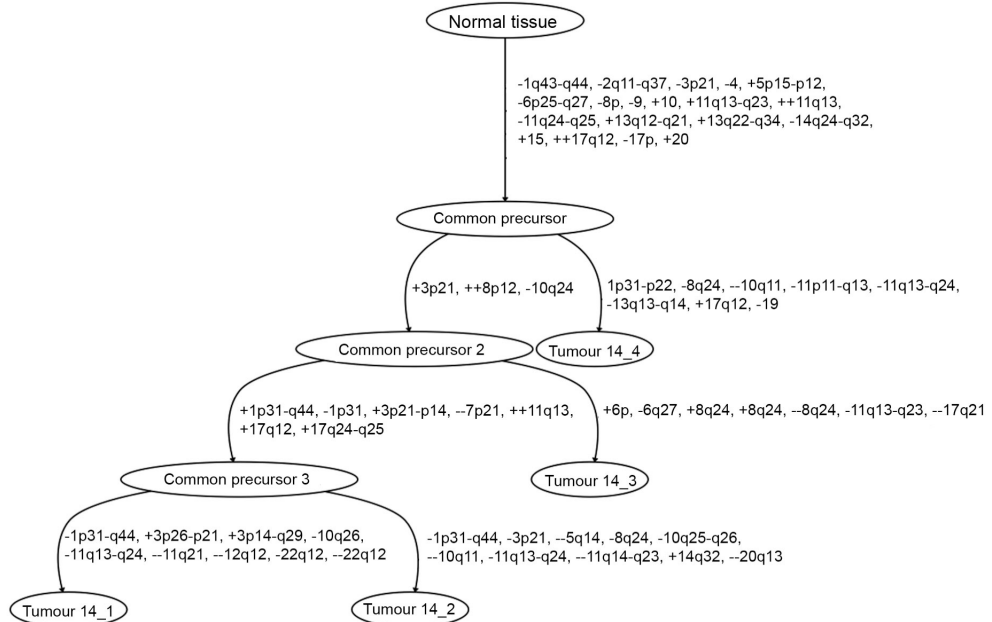 Normal tissue
-1q43-q44, -2q11-q37, -3p21, -4, +5p15-p12,
-6p25-q27, -8p, -9, +10, +11q13-q23, ++11q13,
-11q24-q25, +13q12-q21, +13q22-q34, -14q24-q32,
+15, ++17q12, -17p, +20
Common precursor
+3p21, ++8p12, -10q24
1p31-p22, -8q24, --10q11, -11p11-q13, -11q13-q24,
-13q13-q14, +17q12, -19
Common precursor 2
Tumour 14_4
+1p31-q44, -1p31, +3p21-p14, --7p21, ++11q13,
+17q12, +17q24-q25
+6p, -6q27, +8q24, +8q24, --8q24, -11q13-q23, --17q21
Common precursor 3
Tumour 14_3
-1p31-q44, +3p26-p21, +3p14-q29, -10q26,
-11q13-q24, --11q21, --12q12, -22q12, --22q12
-1p31-q44, -3p21, --5q14, -8q24, -10q25-q26,
--10q11, -11q13-q24, --11q14-q23, +14q32, --20q13
Tumour 14_1
Tumour 14_2